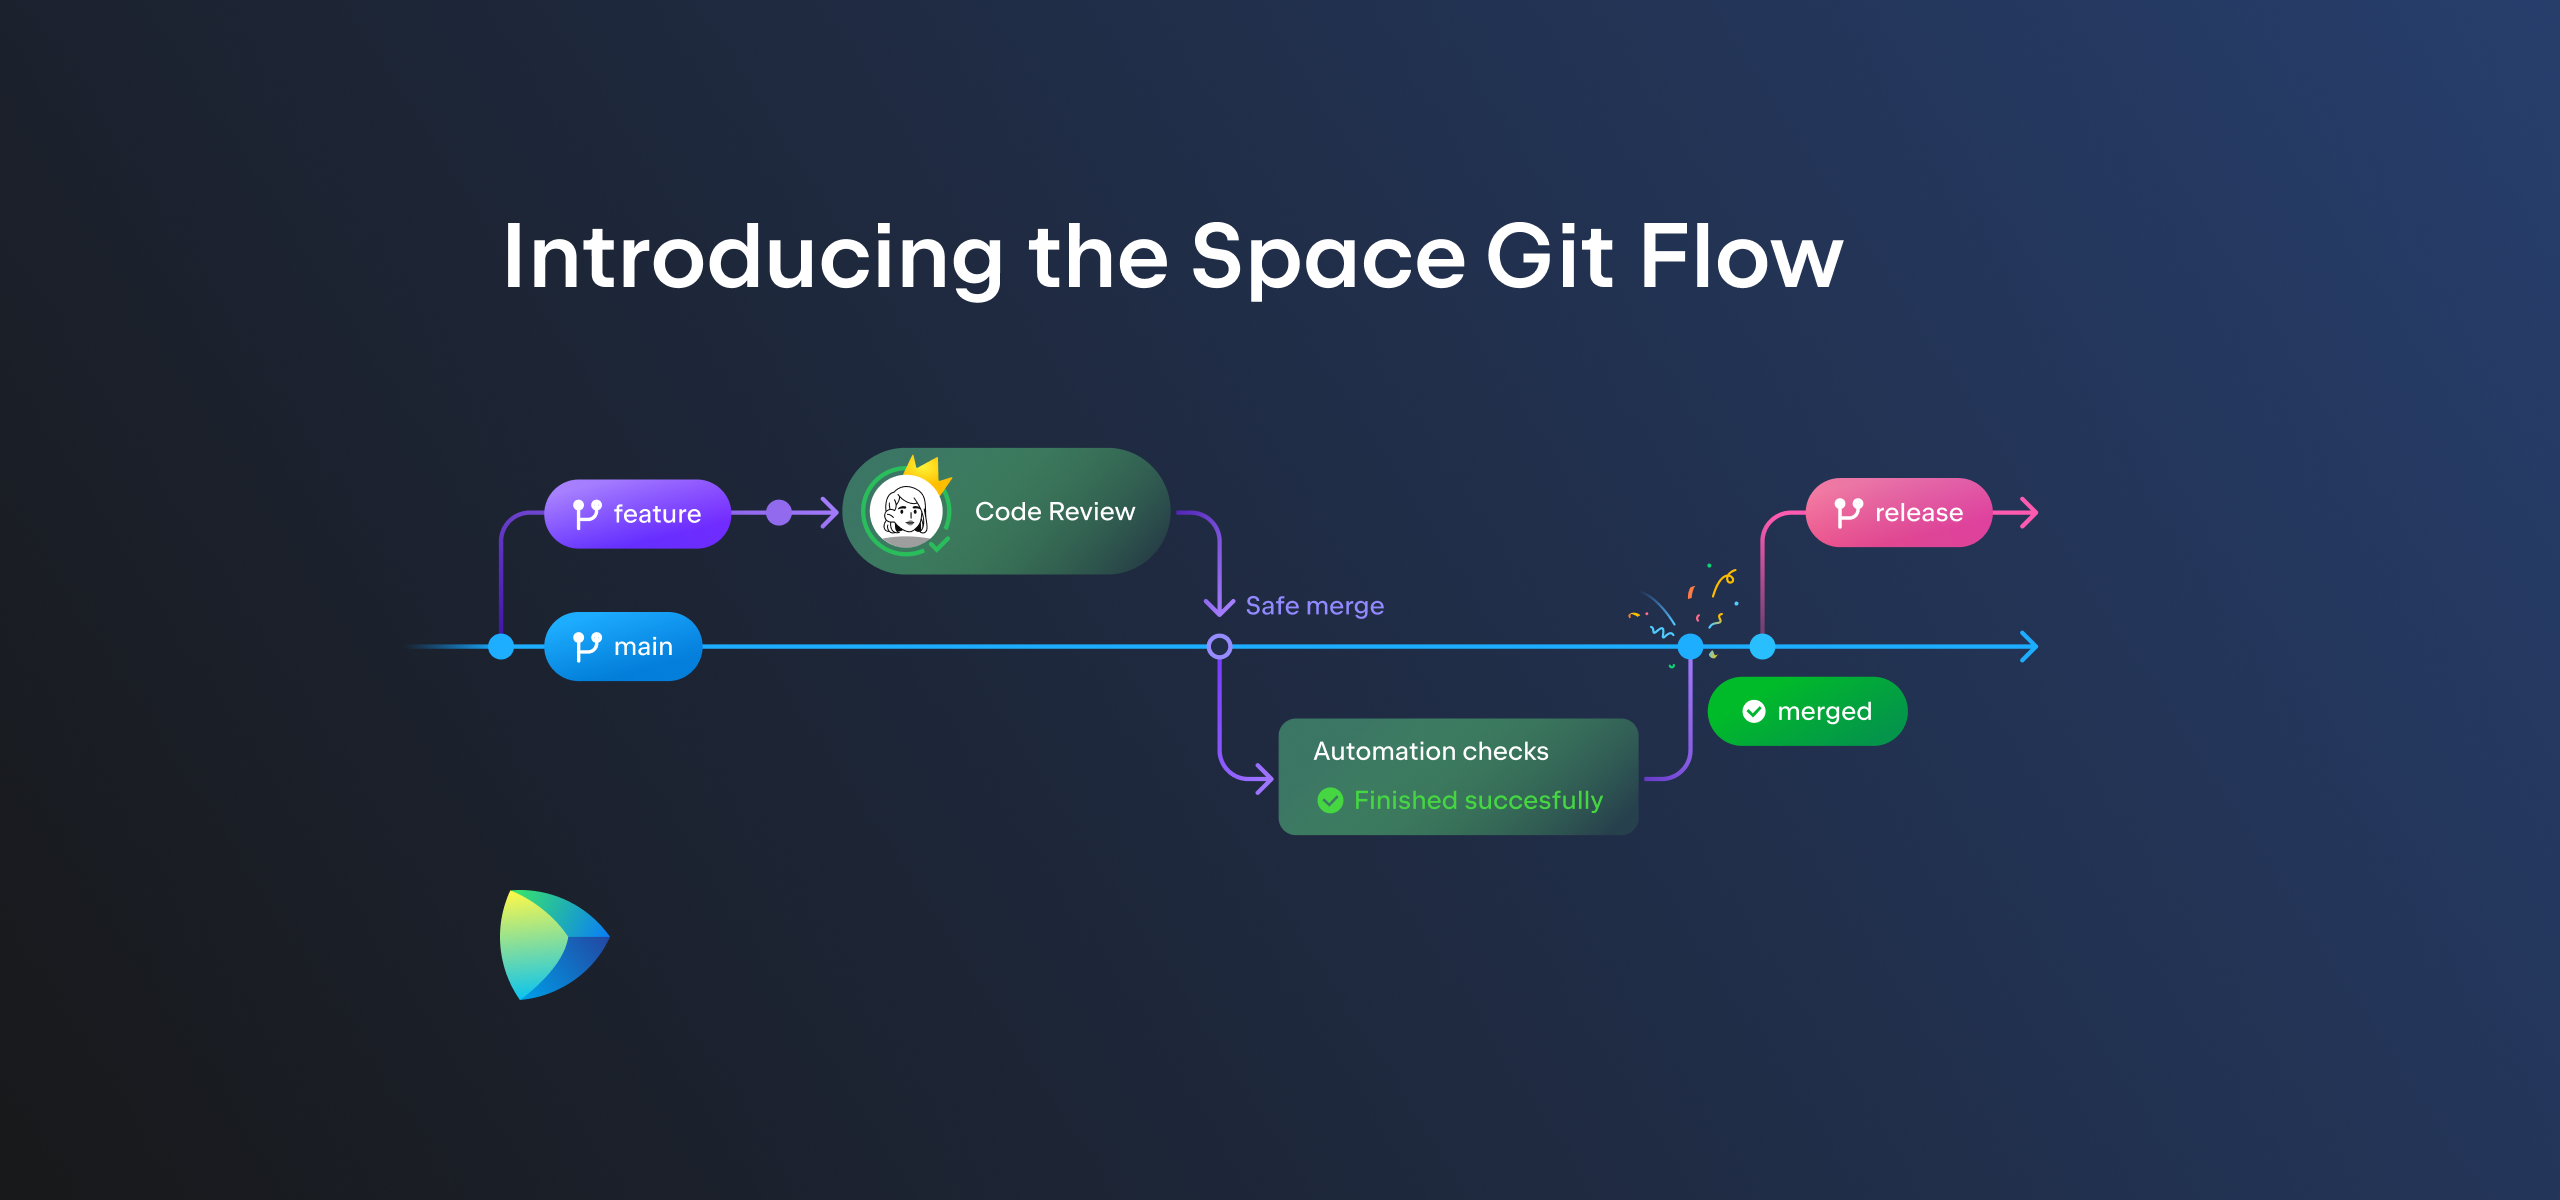 Introducing the Space Git Flow
feature
Code Review
release
Safe merge
main
merged
Automation checks
Finished succesfully